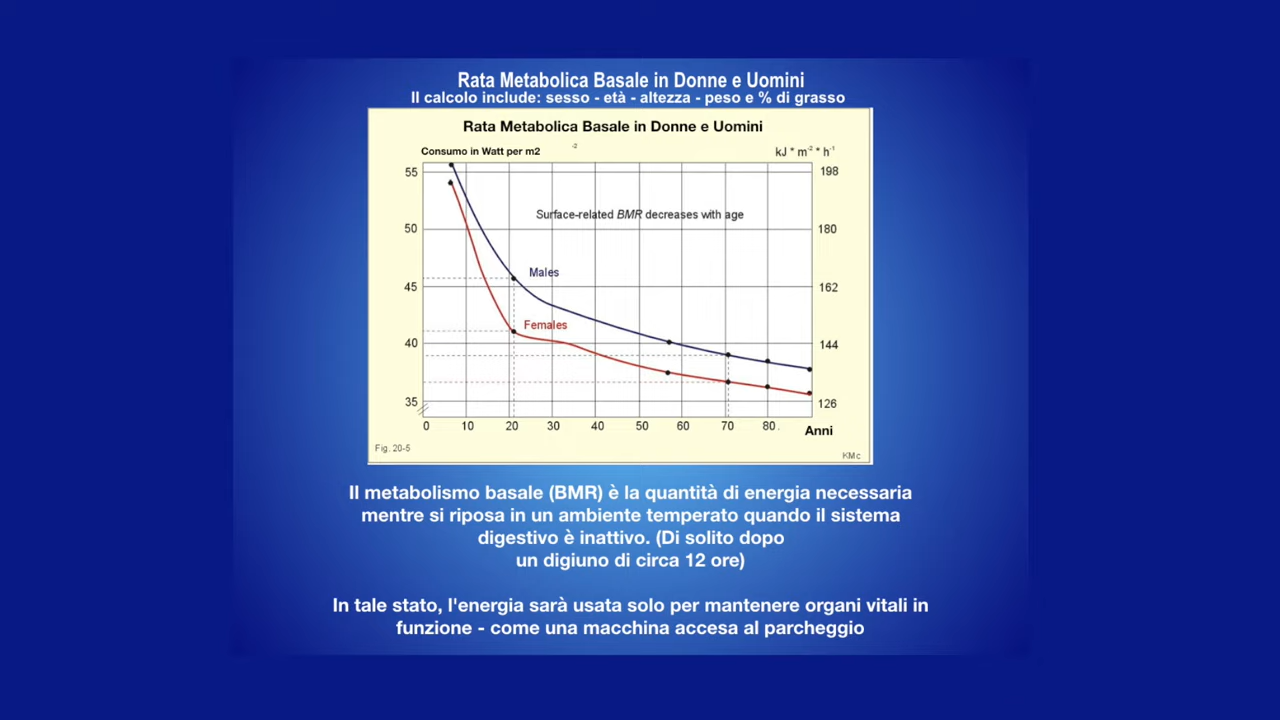 Rata Metabolica Basale in Donne e Uomini
Il calcolo include: sesso - età - altezza - peso e % di grasso
Rata Metabolica Basale in Donne e Uomini
Consumo in Watt per m2
-2
kJ * m-2 * h-1
55
198
Surface-related BMR decreases with age
50
180
Males
45
162
Females
40
144
35
126
0 10 20 30 40 50 60 70 80
Anni
Fig. 20-5
KMc
Il metabolismo basale (BMR) è la quantità di energia necessaria
mentre si riposa in un ambiente temperato quando il sistema
digestivo è inattivo. (Di solito dopo
un digiuno di circa 12 ore)
In tale stato, l'energia sarà usata solo per mantenere organi vitali in
funzione - come una macchina accesa al parcheggio